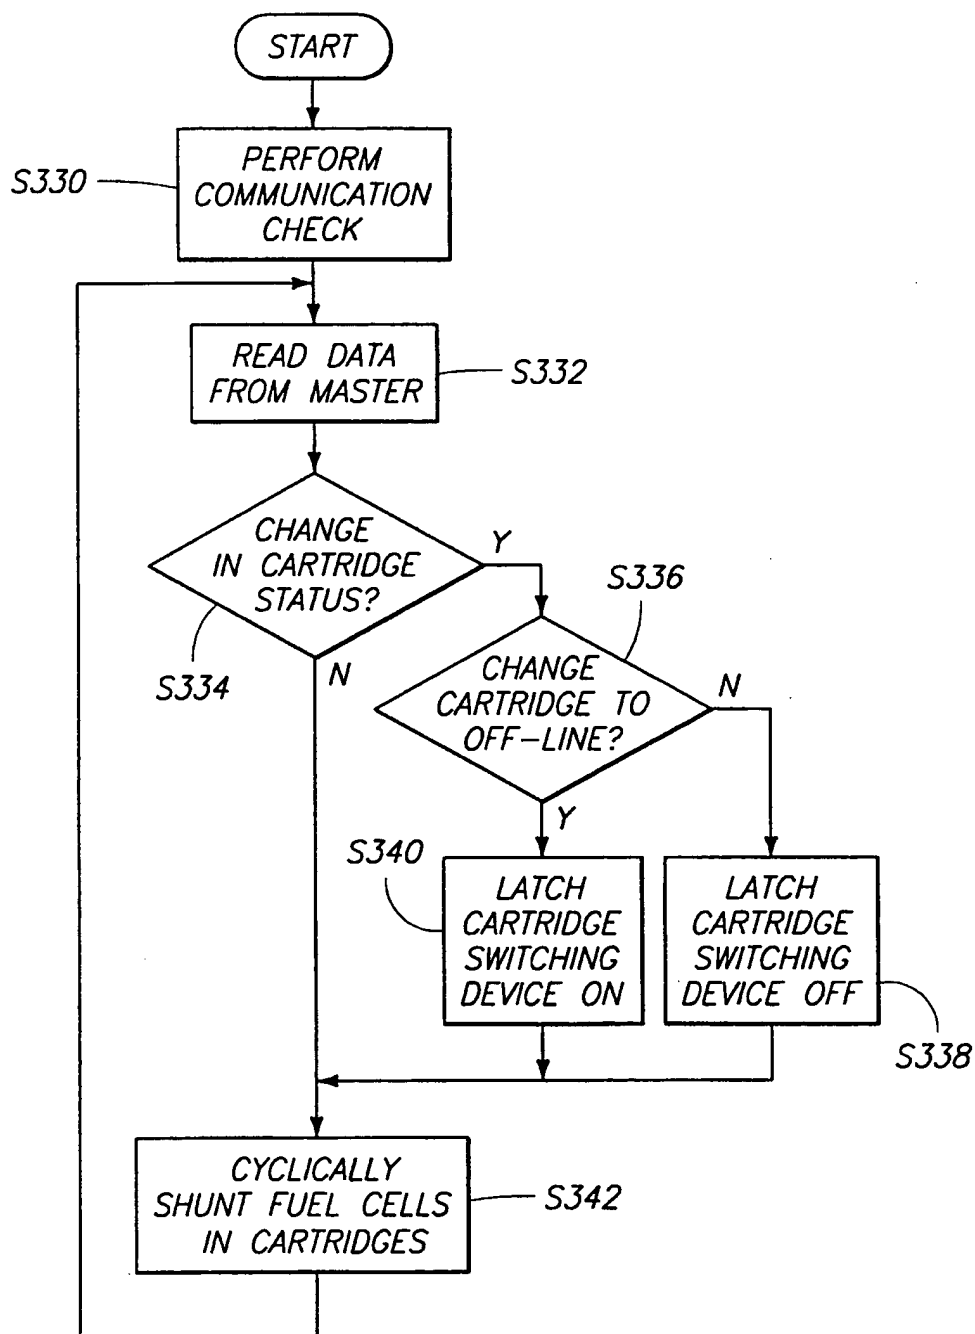 START
S330
PERFORM
COMMUNICATION
CHECK
READ DATA
FROM MASTER
S332
CHANGE
IN CARTRIDGE
STATUS?
Y
S334
N
S336
CHANGE
CARTRIDGE TO
OFF-LINE?
N
Y
S340
LATCH
CARTRIDGE
SWITCHING
DEVICE ON
LATCH
CARTRIDGE
SWITCHING
DEVICE OFF
S338
CYCLICALLY
SHUNT FUEL CELLS
IN CARTRIDGES
S342